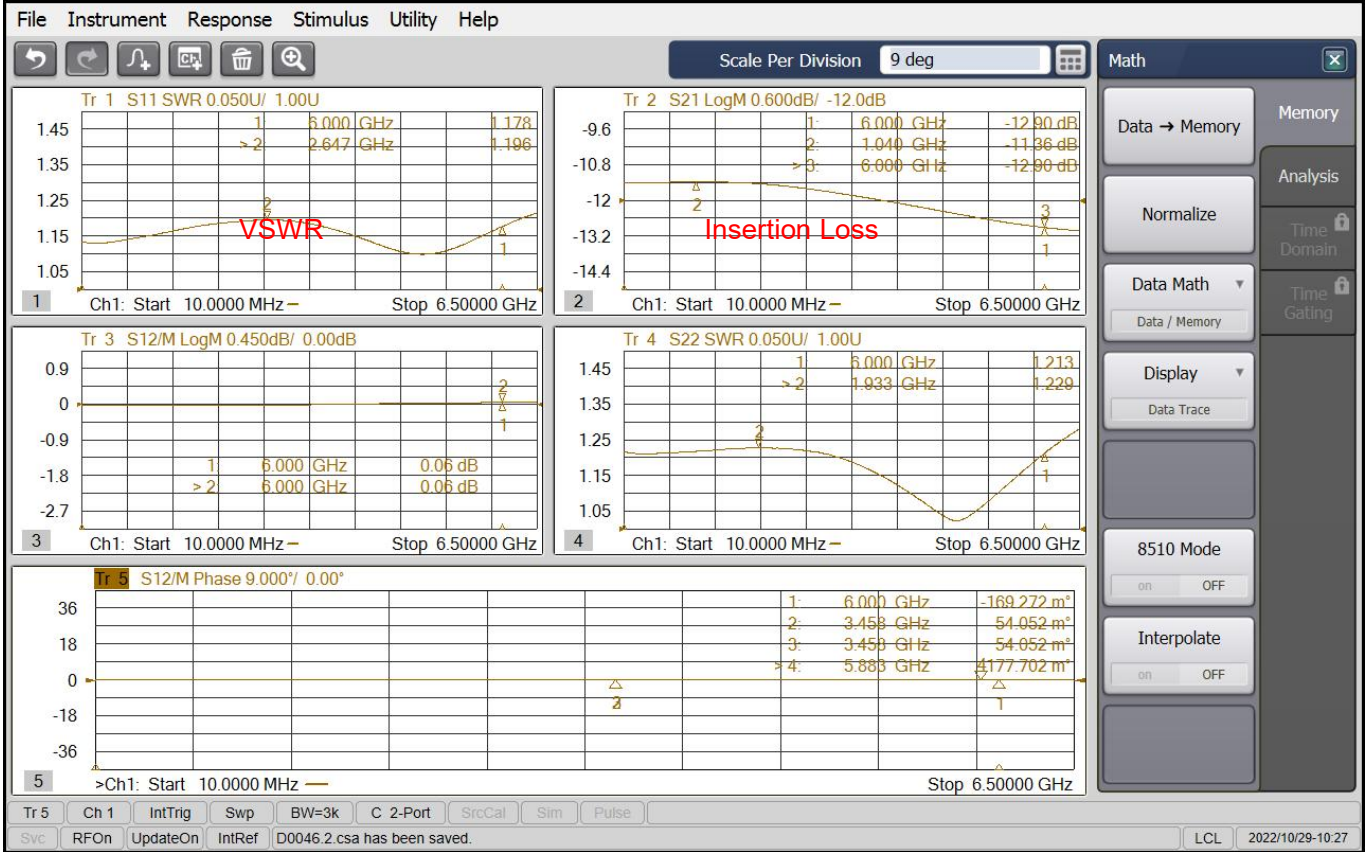 File Instrument Response Stimulus Utility Help
Scale Per Division 9 deg
Tr 1 S11 SWR 0.050U/ 1.00U
1: 6.000 GHz 1.178
> 2: 2.647 GHz 1.196
1.45
1.35
1.25
1.15
1.05
2
VSWR
1
1 Ch1: Start 10.0000 MHz Stop 6.50000 GHz
Tr 2 S21 LogM 0.600dB/ -12.0dB
1: 6.000 GHz -12.90 dB
2: 1.040 GHz -11.36 dB
> 3: 6.000 GHz -12.90 dB
-9.6
-10.8
-12
-13.2
-14.4
2
3
Insertion Loss
1
2 Ch1: Start 10.0000 MHz Stop 6.50000 GHz
Tr 3 S12/M LogM 0.450dB/ 0.00dB
0.9
0
-0.9
-1.8
-2.7
2
1
1: 6.000 GHz 0.06 dB
> 2: 6.000 GHz 0.06 dB
3 Ch1: Start 10.0000 MHz Stop 6.50000 GHz
Tr 4 S22 SWR 0.050U/ 1.00U
1: 6.000 GHz 1.213
> 2: 1.933 GHz 1.229
1.45
1.35
1.25
1.15
1.05
2
1
4 Ch1: Start 10.0000 MHz Stop 6.50000 GHz
Tr 5 S12/M Phase 9.000°/ 0.00°
1: 6.000 GHz -169.272 m°
2: 3.458 GHz 54.052 m°
3: 3.458 GHz 54.052 m°
> 4: 5.883 GHz
36
18
0
-18
-36
1
5 >Ch1: Start 10.0000 MHz Stop 6.50000 GHz
Math
Data → Memory
Normalize
Data Math
Data / Memory
Display
Data Trace
8510 Mode
on OFF
Interpolate
on OFF
Memory
Analysis
Time
Domain
Time
Gating
Tr 5 Ch 1 IntTrig Swp BW=3k C 2-Port SrcCal Sim Pulse
Svc RFOn UpdateOn IntRef D0046.2.csa has been saved. LCL 2022/10/29-10:27